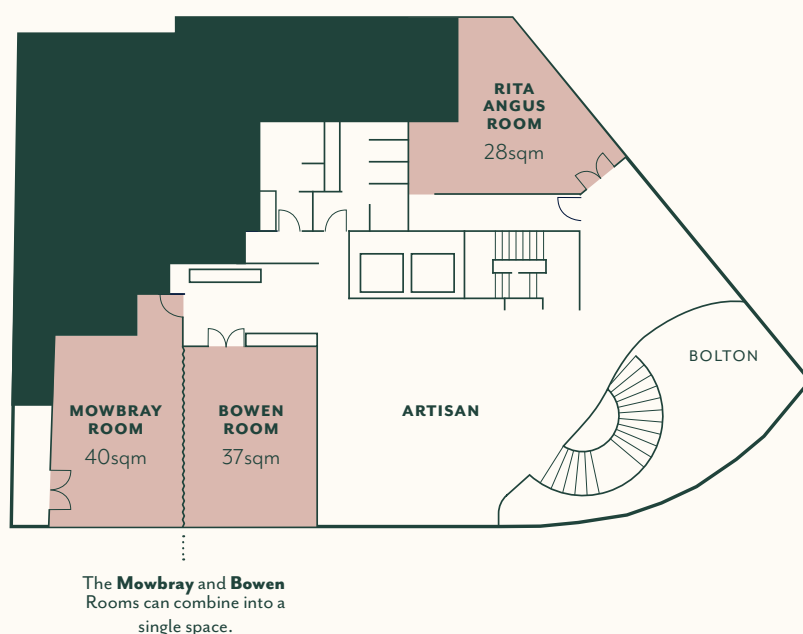 RITA
ANGUS
ROOM
28sqm
BOLTON
MOWBRAY
ROOM
40sqm
BOWEN
ROOM
37sqm
ARTISAN
The Mowbray and Bowen
Rooms can combine into a
single space.